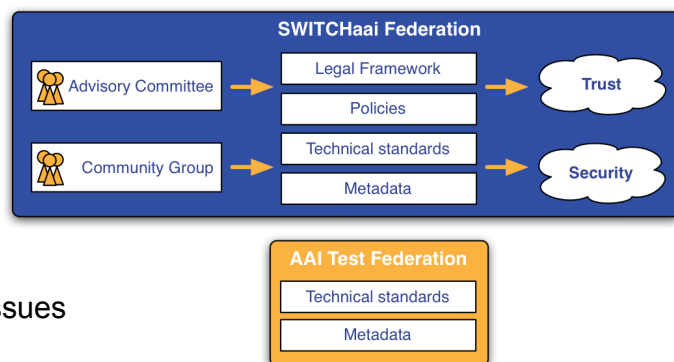 SWITCHaai Federation
Advisory Committee
Legal Framework
Policies
Trust
Community Group
Technical standards
Metadata
Security
AAI Test Federation
Technical standards
Metadata